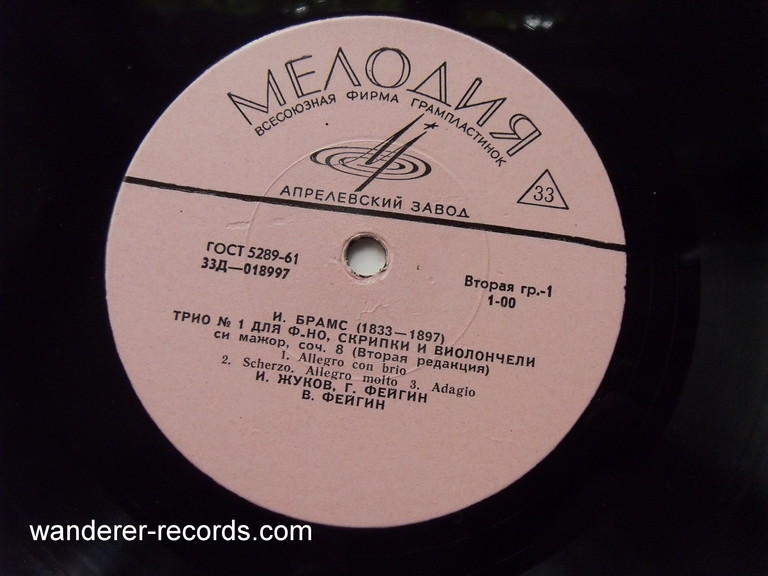 МЕЛОДИЯ
ВСЕСОЮЗНАЯ ФИРМА ГРАМПЛАСТИНОК
АПРЕЛЕВСКИЙ ЗАВОД
33
ГОСТ 5289-61
33Д—018997
Вторая гр.-1
1-00
И. БРАМС (1833—1897)
ТРИО № 1 ДЛЯ Ф-НО, СКРИПКИ И ВИОЛОНЧЕЛИ
си мажор, соч. 8 (Вторая редакция)
1. Allegro con brio
2. Scherzo. Allegro molto 3. Adagio
И. ЖУКОВ, Г. ФЕЙГИН
В. ФЕЙГИН
wanderer-records.com